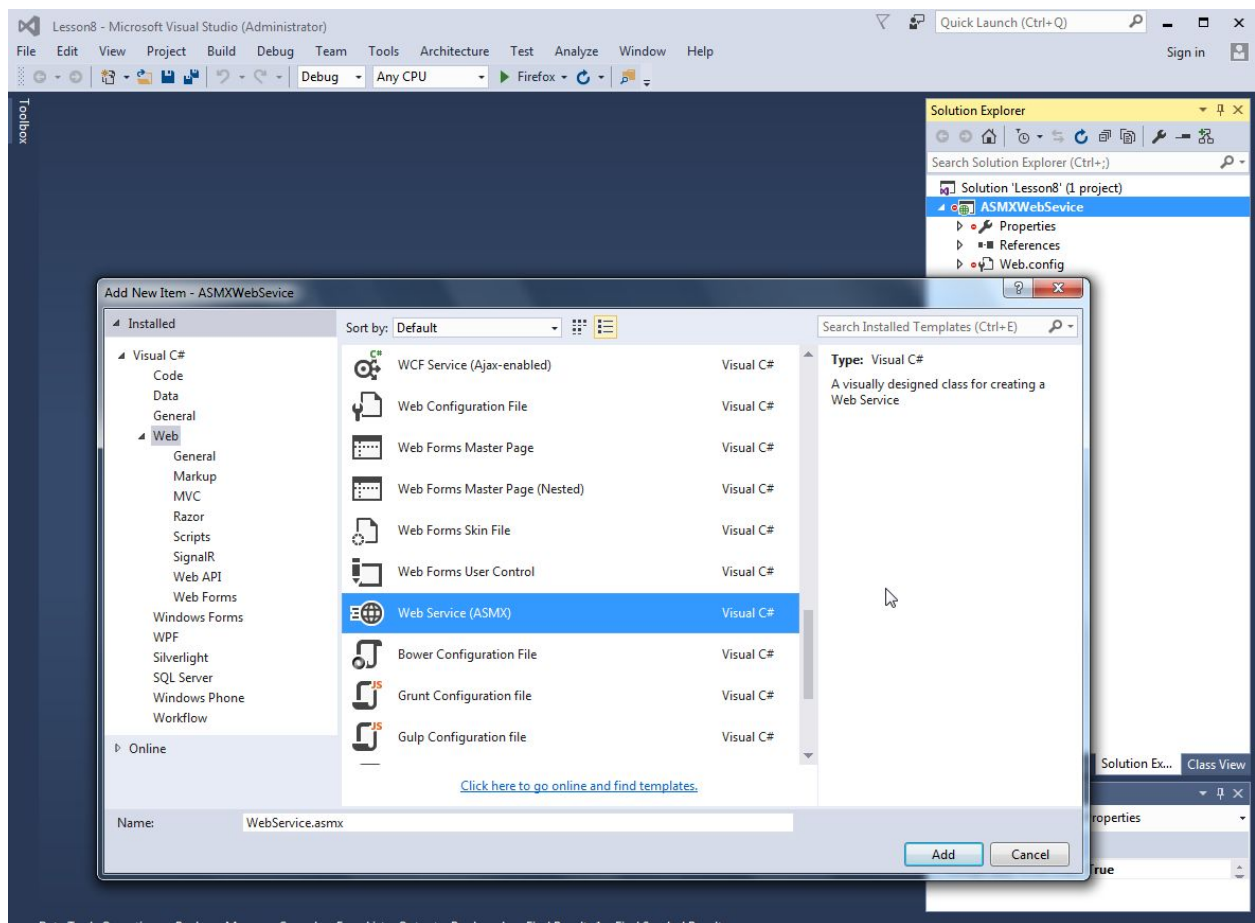 Lesson8 - Microsoft Visual Studio (Administrator)
Quick Launch (Ctrl+Q)
File Edit View Project Build Debug Team Tools Architecture Test Analyze Window Help
Sign in
Debug Any CPU Firefox
Toolbox
Solution Explorer
Search Solution Explorer (Ctrl+;)
Solution 'Lesson8' (1 project)
ASMXWebSevice
Properties
References
Web.config
Add New Item - ASMXWebSevice
Installed
Sort by: Default
Search Installed Templates (Ctrl+E)
Visual C#
Code
Data
General
Web
General
Markup
MVC
Razor
Scripts
SignalR
Web API
Web Forms
Windows Forms
WPF
Silverlight
SQL Server
Windows Phone
Workflow
Online
WCF Service (Ajax-enabled) Visual C#
Web Configuration File Visual C#
Web Forms Master Page Visual C#
Web Forms Master Page (Nested) Visual C#
Web Forms Skin File Visual C#
Web Forms User Control Visual C#
Web Service (ASMX) Visual C#
Bower Configuration File Visual C#
Grunt Configuration file Visual C#
Gulp Configuration file Visual C#
Click here to go online and find templates.
Type: Visual C#
A visually designed class for creating a
Web Service
Name: WebService.asmx
Add Cancel
Solution Ex... Class View
roperties
True